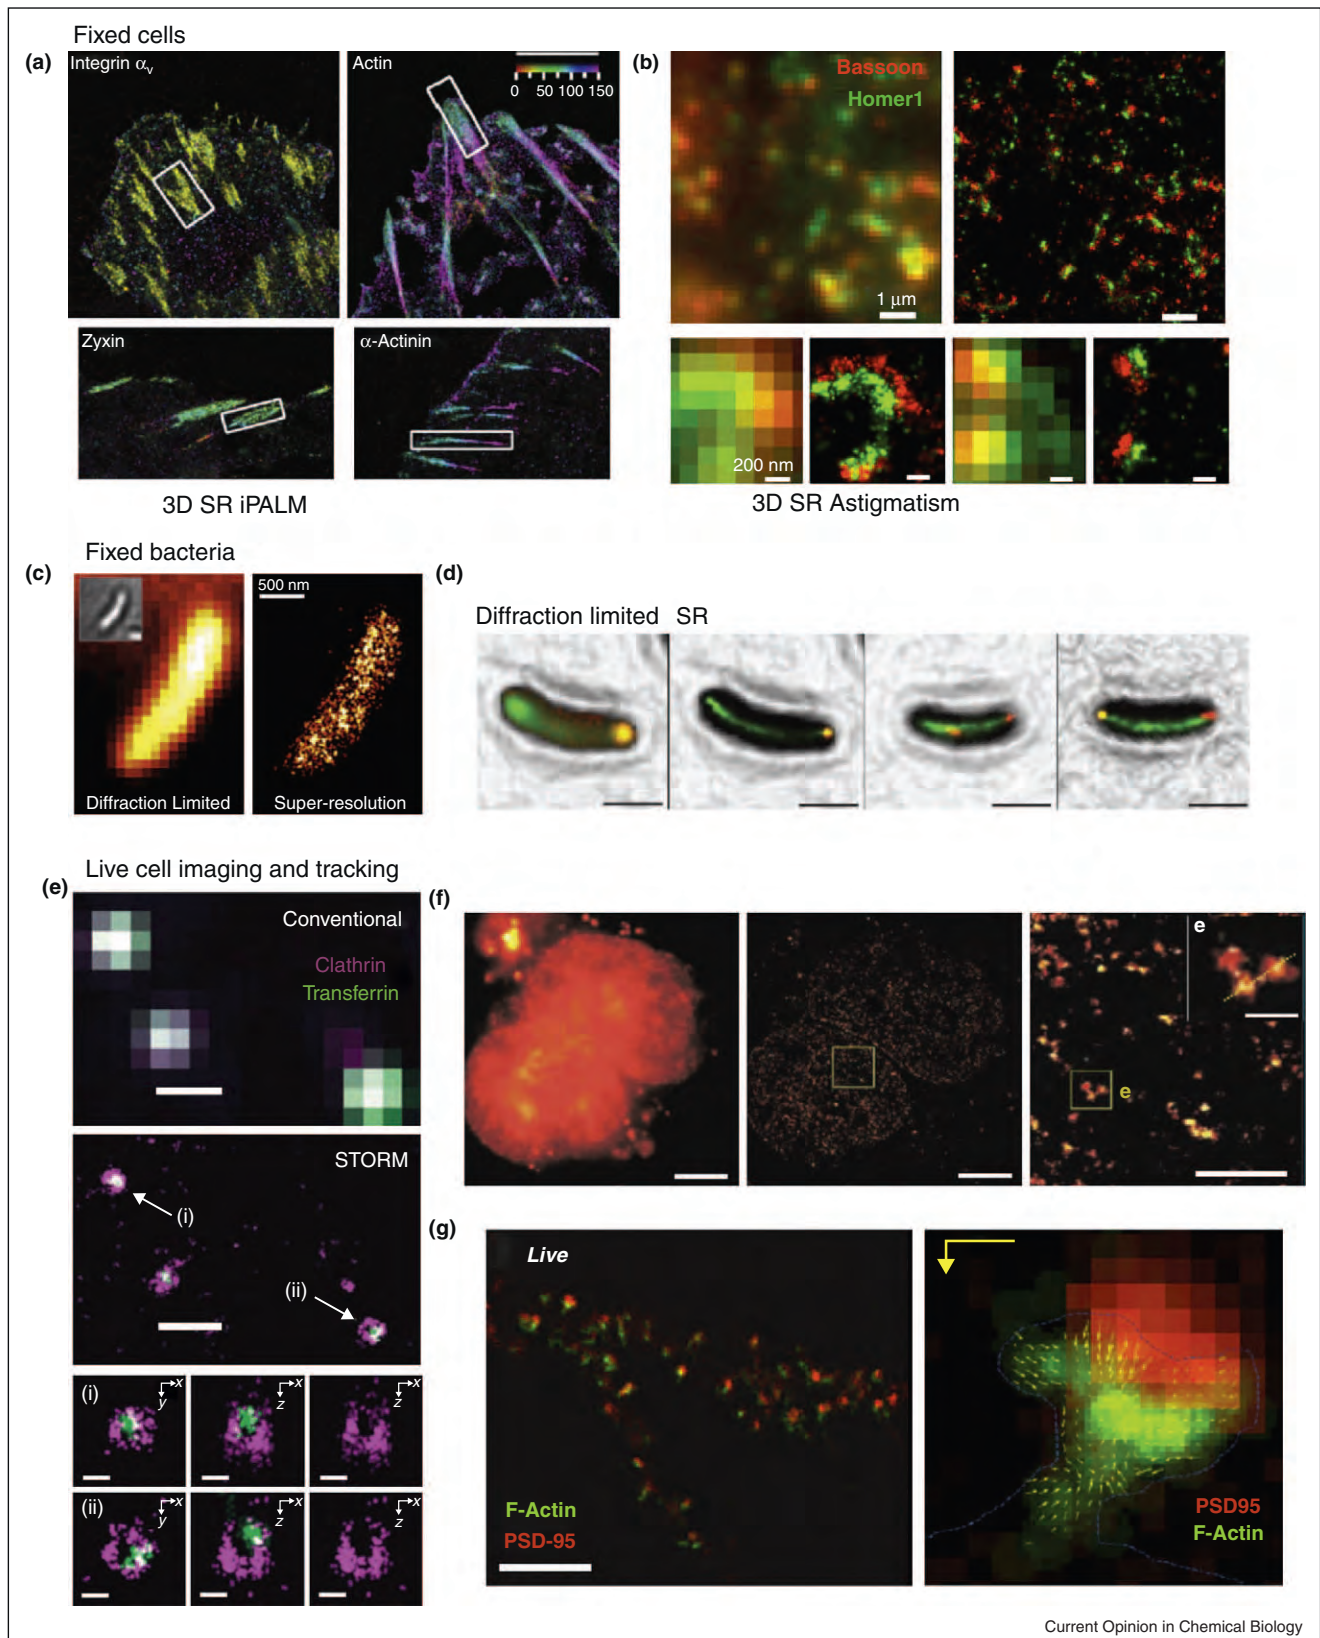 Fixed cells
(a)
Integrin αv
Actin
0 50 100 150
Zyxin
α-Actinin
3D SR iPALM
(b)
Bassoon
Homer1
1 μm
200 nm
3D SR Astigmatism
Fixed bacteria
(c)
500 nm
Diffraction Limited
Super-resolution
(d)
Diffraction limited SR
Live cell imaging and tracking
(e)
Conventional
Clathrin
Transferrin
STORM
(i)
(ii)
(i)
x
y
x
z
x
z
(ii)
x
y
x
z
x
z
(f)
e
e
(g)
Live
F-Actin
PSD-95
PSD95
F-Actin
Current Opinion in Chemical Biology